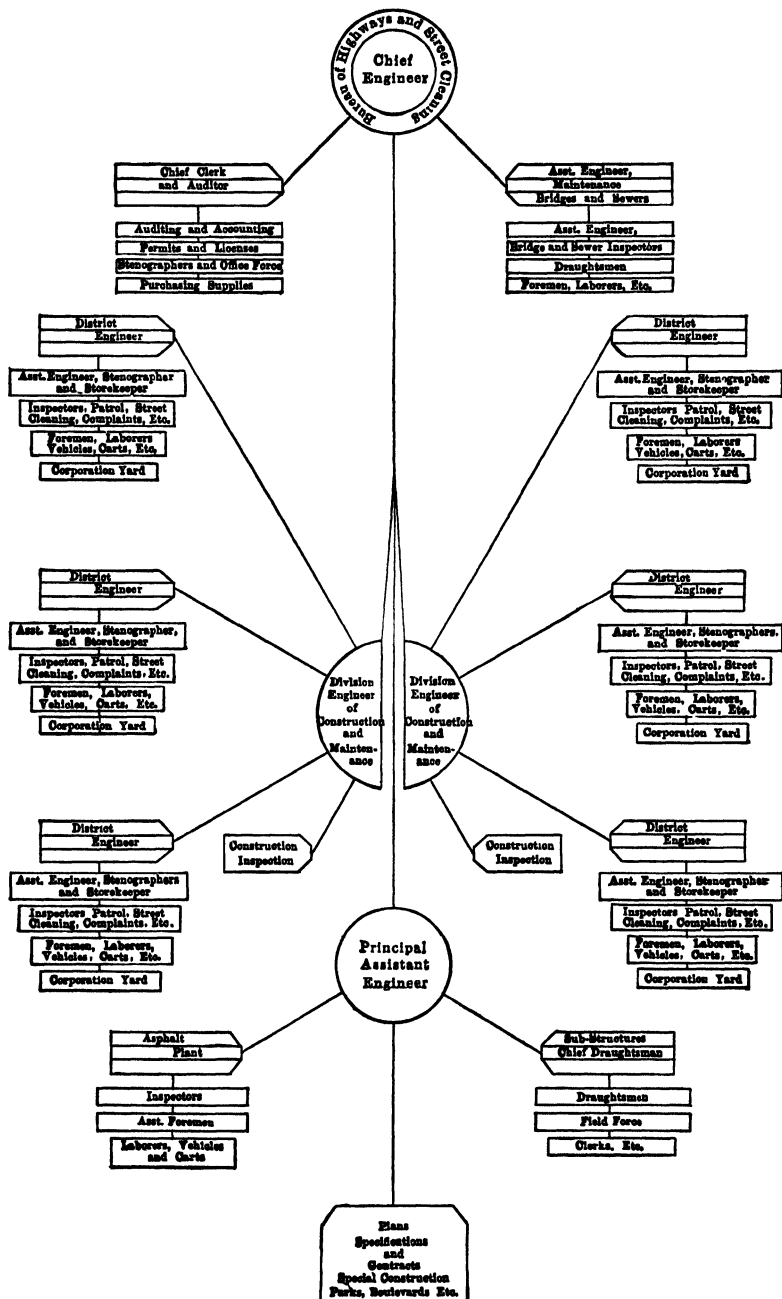 Bureau of Highways and Street Cleaning
Chief
Engineer
Chief Clerk
and Auditor
Auditing and Accounting
Permits and Licenses
Stenographers and Office Force
Purchasing Supplies
Asst. Engineer,
Maintenance
Bridges and Sewers
Asst. Engineer,
Bridge and Sewer Inspectors
Draughtsmen
Foremen, Laborers, Etc.
District
Engineer
Asst. Engineer, Stenographer
and Storekeeper
Inspectors, Patrol, Street
Cleaning, Complaints, Etc.
Foremen, Laborers
Vehicles, Carts, Etc.
Corporation Yard
District
Engineer
Asst. Engineer, Stenographer
and Storekeeper
Inspectors, Patrol, Street
Cleaning, Complaints, Etc.
Foremen, Laborers
Vehicles, Carts, Etc.
Corporation Yard
District
Engineer
Asst. Engineer, Stenographer,
and Storekeeper
Inspectors, Patrol, Street
Cleaning, Complaints, Etc.
Foremen, Laborers,
Vehicles, Carts, Etc.
Corporation Yard
Division
Engineer
of
Construction
and
Mainten-
ance
Division
Engineer
of
Construction
and
Mainten-
ance
District
Engineer
Asst. Engineer, Stenographers.
and Storekeeper
Inspectors, Patrol, Street
Cleaning, Complaints, Etc.
Foremen, Laborers,
Vehicles. Carts, Etc.
Corporation Yard
District
Engineer
Asst. Engineer, Stenographers
and Storekeeper
Inspectors Patrol, Street
Cleaning, Complaints, Etc.
Foremen, Laborers,
Vehicles, Carts, Etc.
Corporation Yard
Construction
Inspection
Construction
Inspection
District
Engineer
Asst. Engineer, Stenographer
and Storekeeper
Inspectors Patrol, Street
Cleaning, Complaints, Etc.
Foremen, Laborers,
Vehicles, Carts, Etc.
Corporation Yard
Principal
Assistant
Engineer
Asphalt
Plant
Inspectors
Asst. Foremen
Laborers, Vehicles
and Carts
Sub-Structures
Chief Draughtsman
Draughtsmen
Field Force
Clerks, Etc.
Plans
Specifications
and
Contracts
Special Construction
Parks, Boulevards Etc.